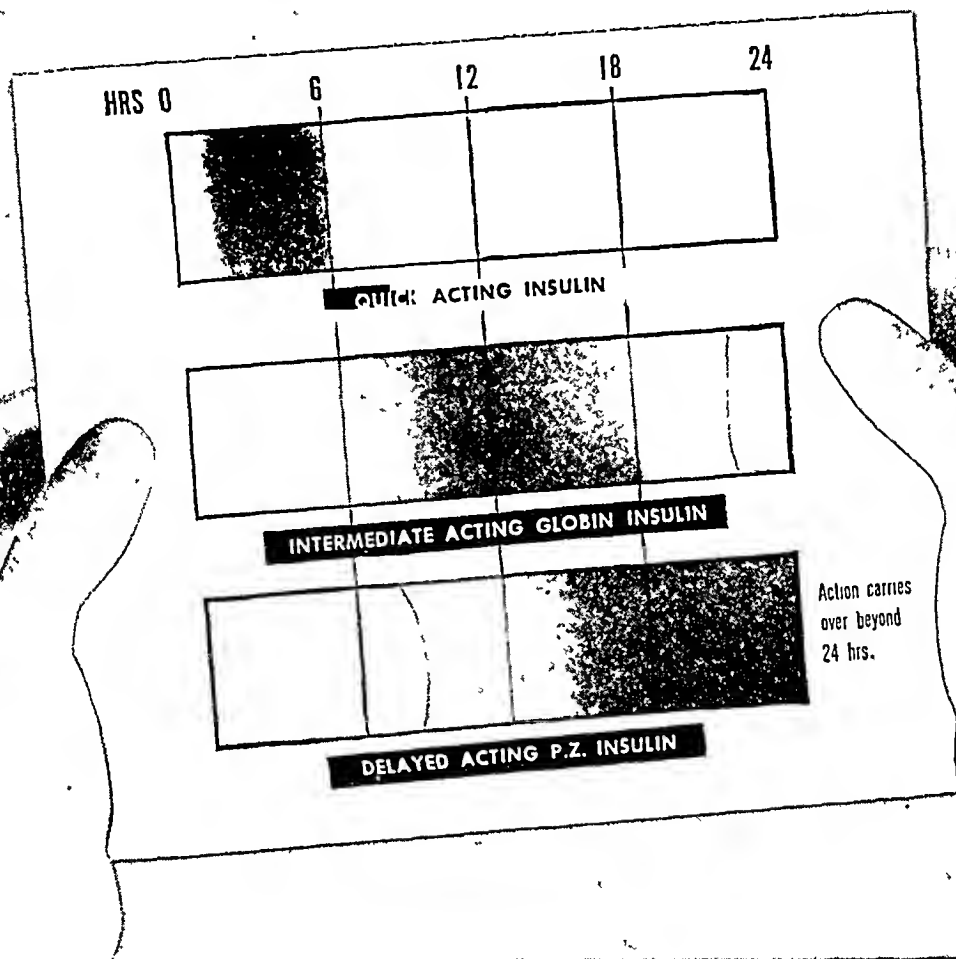 HRS 0 6 12 18 24
QUICK ACTING INSULIN
INTERMEDIATE ACTING GLOBIN INSULIN
Action carries
over beyond
24 hrs.
DELAYED ACTING P.Z. INSULIN